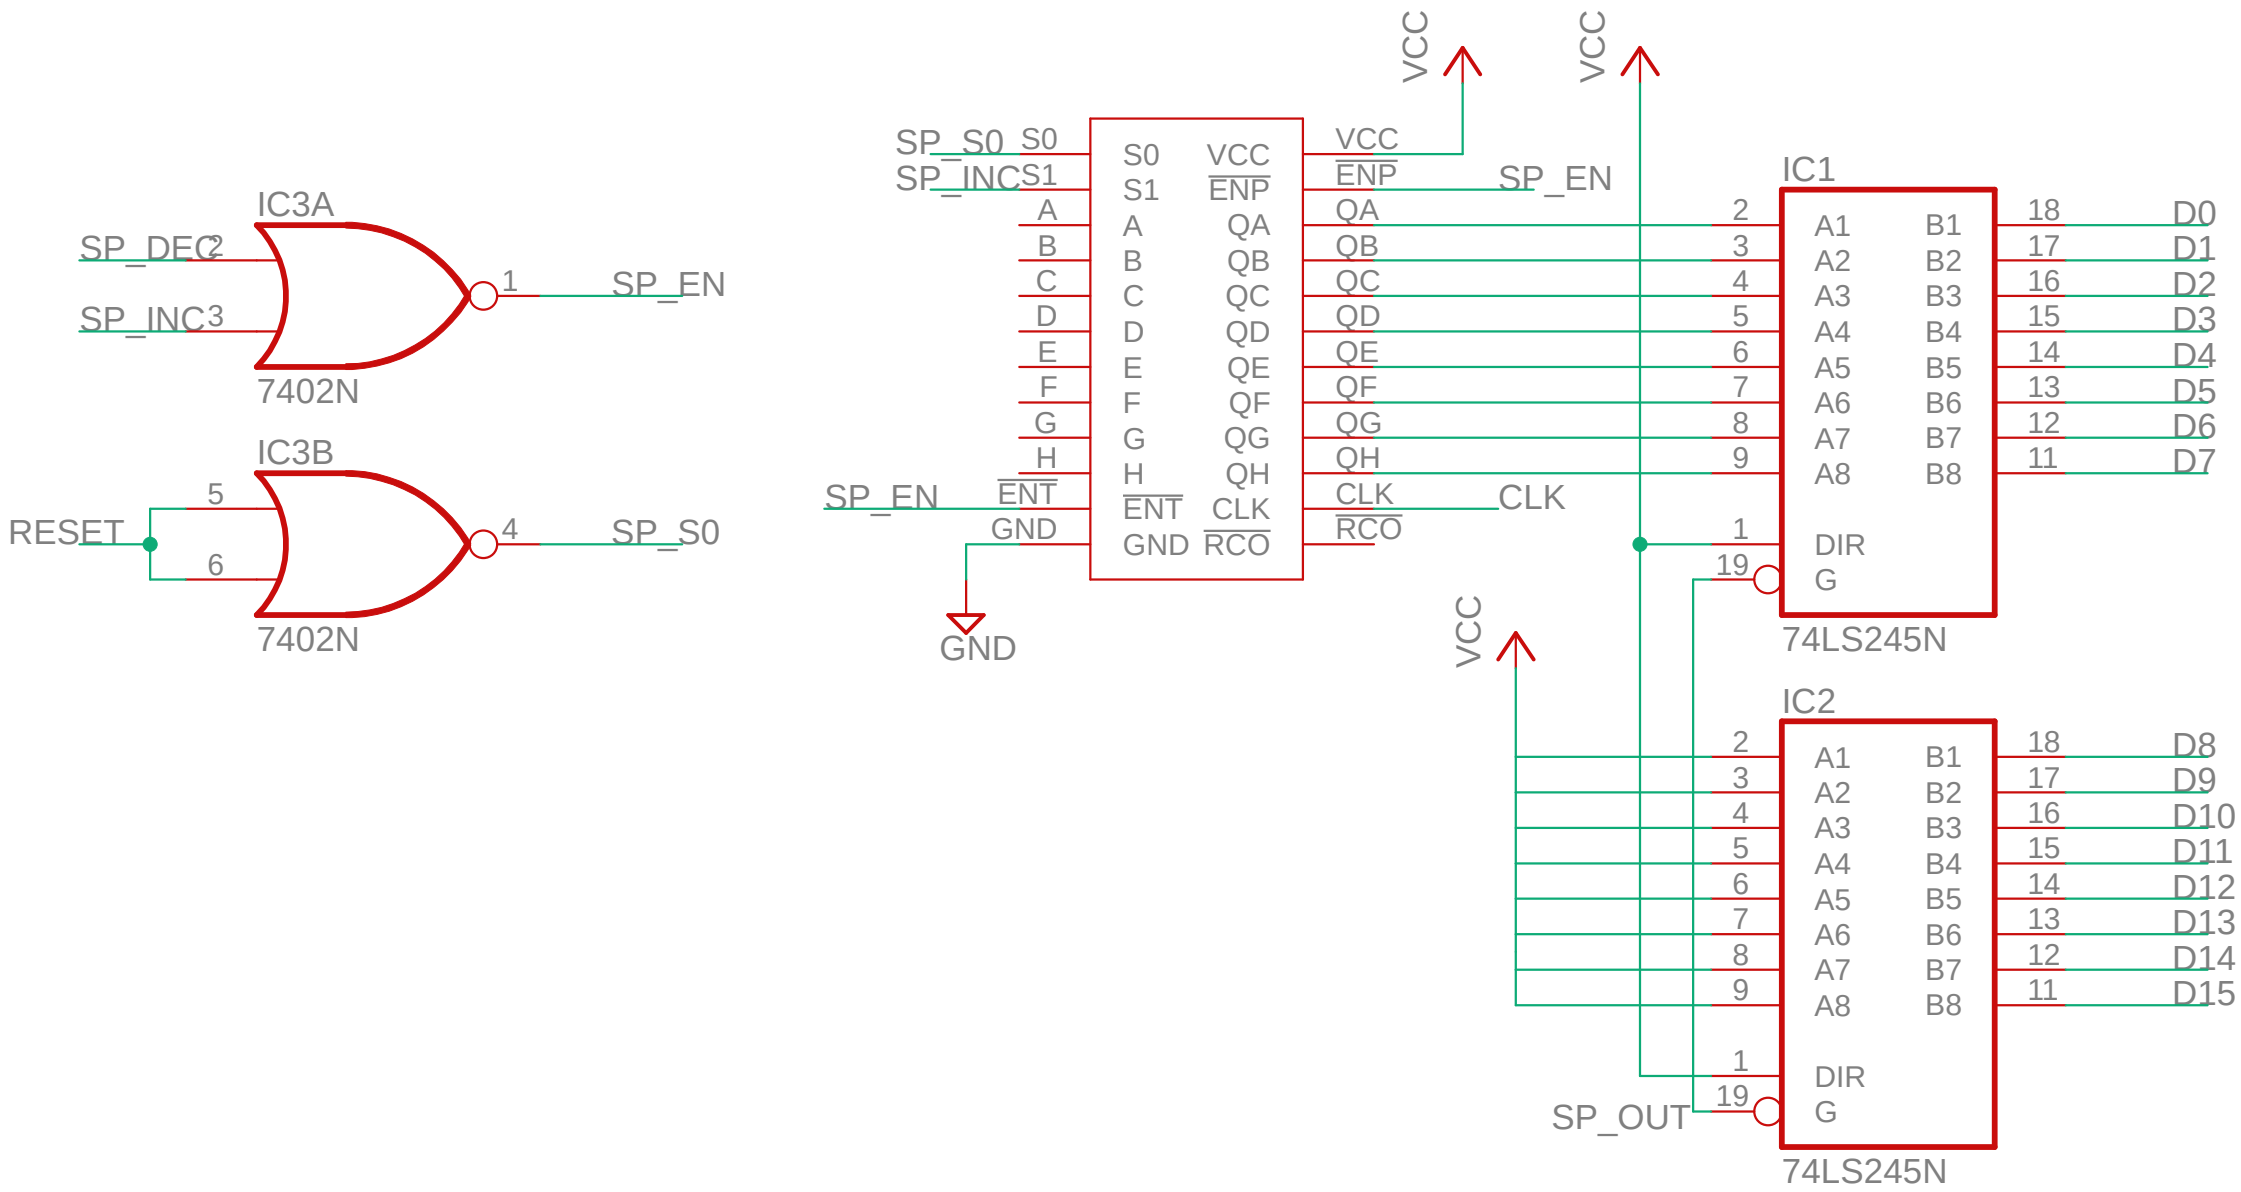 IC3A
SP_DEC 2
SP_INC 3
1 SP_EN
7402N
IC3B
5
RESET
6
4 SP_S0
7402N
VCC
VCC
SP_S0 S0 S0 VCC VCC
SP_INC S1 S1 ENP ENP SP_EN
A A QA QA
B B QB QB
C C QC QC
D D QD QD
E E QE QE
F F QF QF
G G QG QG
H H QH QH
SP_EN ENT ENT CLK CLK CLK
GND GND RCO RCO
GND
IC1
2 A1 B1 18 D0
3 A2 B2 17 D1
4 A3 B3 16 D2
5 A4 B4 15 D3
6 A5 B5 14 D4
7 A6 B6 13 D5
8 A7 B7 12 D6
9 A8 B8 11 D7
1 DIR
19 G
74LS245N
VCC
IC2
2 A1 B1 18 D8
3 A2 B2 17 D9
4 A3 B3 16 D10
5 A4 B4 15 D11
6 A5 B5 14 D12
7 A6 B6 13 D13
8 A7 B7 12 D14
9 A8 B8 11 D15
1 DIR
SP_OUT 19 G
74LS245N